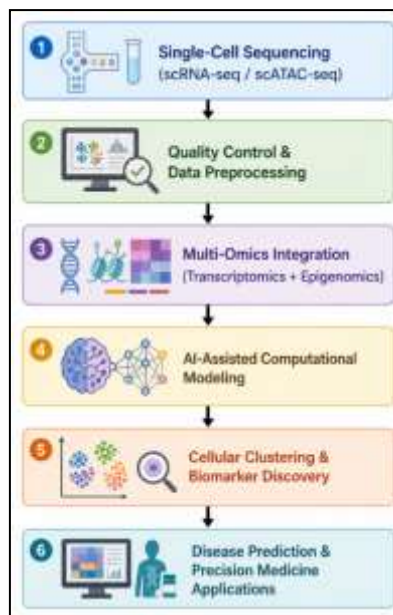 1
Single-Cell Sequencing
(scRNA-seq / scATAC-seq)
2
Quality Control &
Data Preprocessing
3
Multi-Omics Integration
(Transcriptomics + Epigenomics)
4
AI-Assisted Computational
Modeling
5
Cellular Clustering &
Biomarker Discovery
6
Disease Prediction &
Precision Medicine
Applications